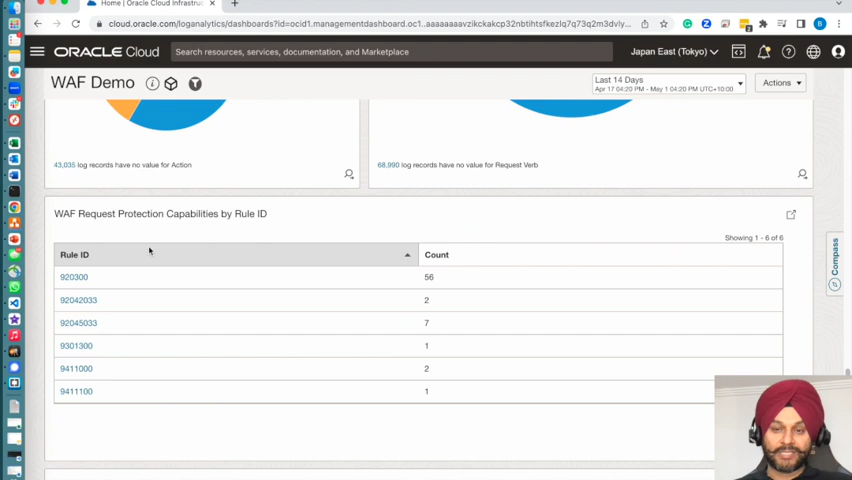 Home | Oracle Cloud Infrastruc
cloud.oracle.com/loganalytics/dashboards?id=ocid1.managementdashboard.oc1..aaaaaaaavzikckakcp32nbtihtsfkezlq7q73q2m3dvly...
ORACLE Cloud
Search resources, services, documentation, and Marketplace
Japan East (Tokyo)
WAF Demo
Last 14 Days
Apr 17 04:20 PM - May 1 04:20 PM UTC+10:00
Actions
43,035 log records have no value for Action
68,990 log records have no value for Request Verb
WAF Request Protection Capabilities by Rule ID
Showing 1 - 6 of 6
Rule ID Count
920300 56
92042033 2
92045033 7
9301300 1
9411000 2
9411100 1
Compass